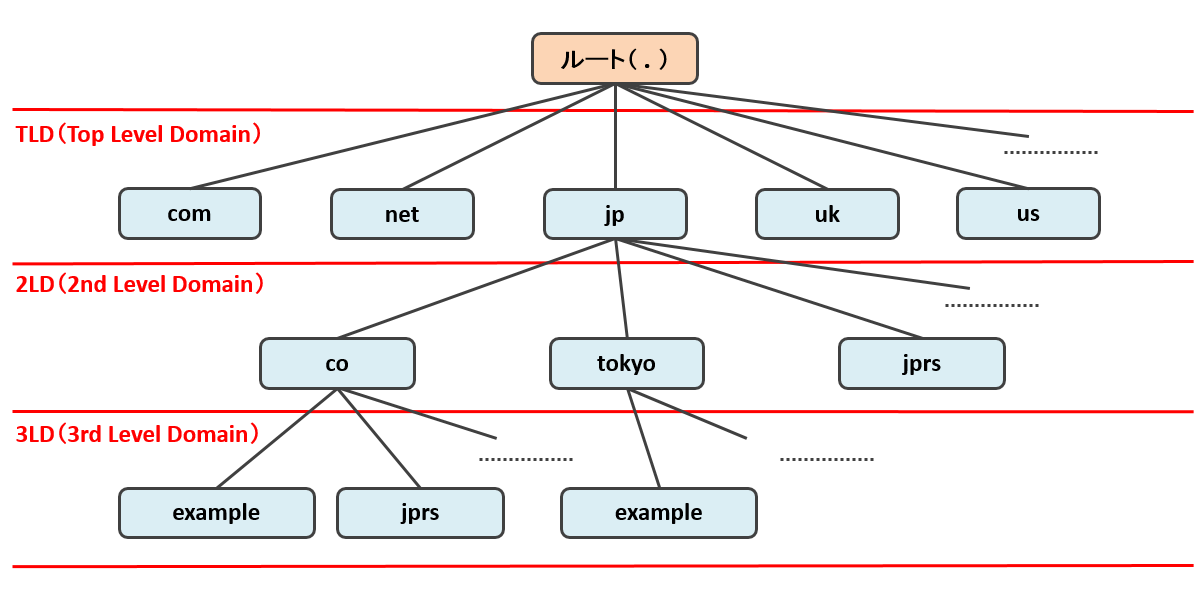 ルート（．）
TLD（Top Level Domain）
...............
com
net
jp
uk
us
2LD（2nd Level Domain）
...............
co
tokyo
jprs
3LD（3rd Level Domain）
...............
...............
example
jprs
example